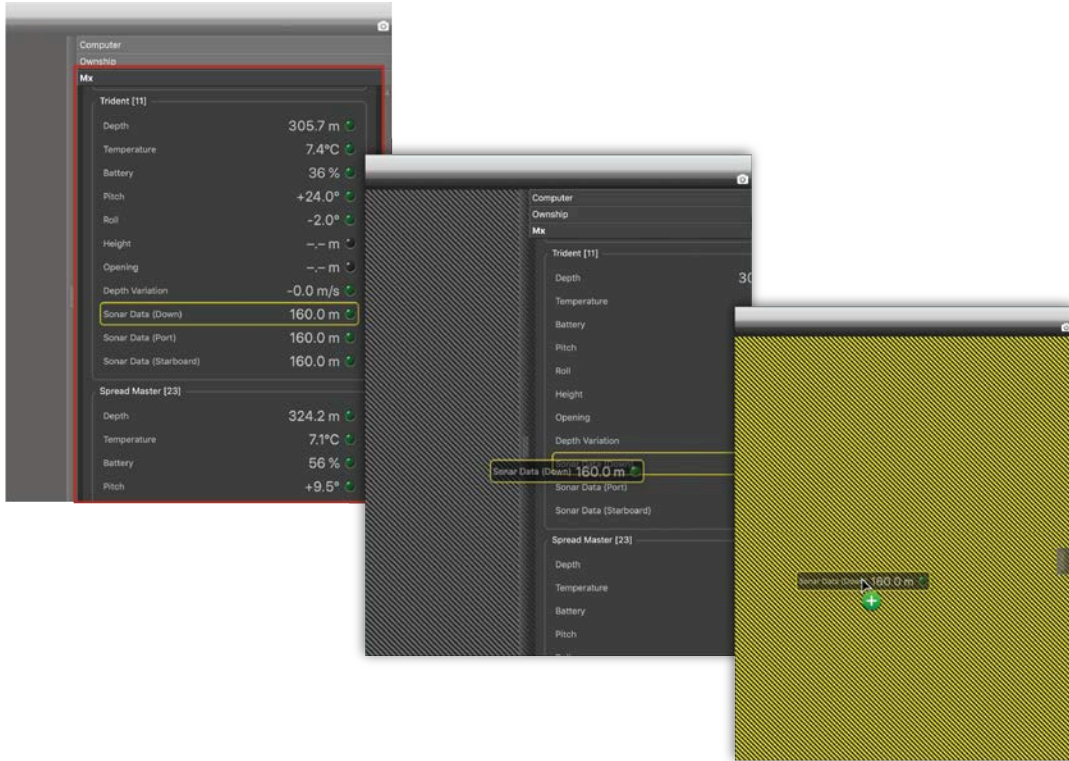 Computer
Ownship
Mx
Trident [11]
Depth 305.7 m
Temperature 7.4°C
Battery 36 %
Pitch +24.0°
Roll -2.0°
Height –.– m
Opening –.– m
Depth Variation -0.0 m/s
Sonar Data (Down) 160.0 m
Sonar Data (Port) 160.0 m
Sonar Data (Starboard) 160.0 m
Spread Master [23]
Depth 324.2 m
Temperature 7.1°C
Battery 56 %
Pitch +9.5°
Computer
Ownship
Mx
Trident [11]
Depth 30
Temperature
Battery
Pitch
Roll
Height
Opening
Depth Variation
Sonar Data (Down) 160.0 m
Sonar Data (Port)
Sonar Data (Starboard)
Spread Master [23]
Depth
Temperature
Battery
Pitch
Sonar Data 160.0 m